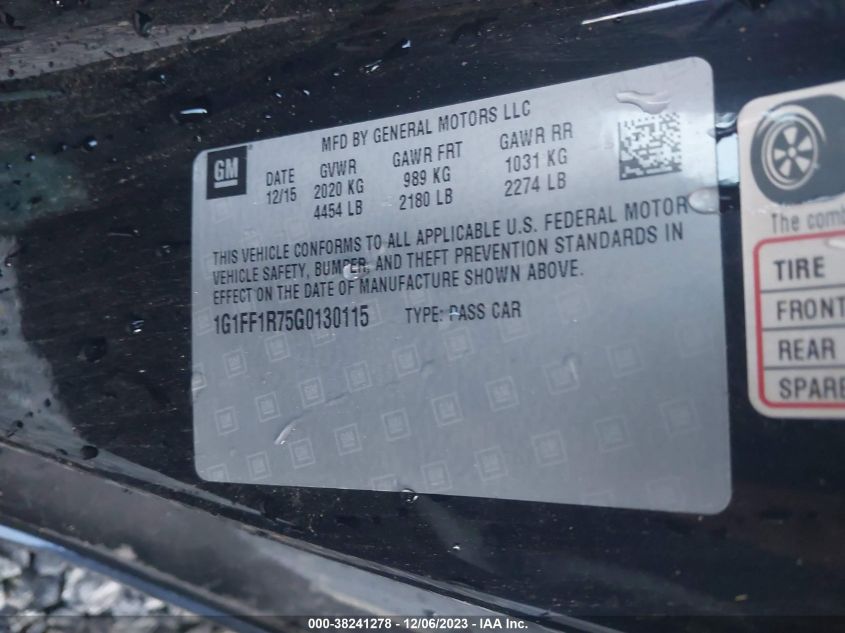 MFD BY GENERAL MOTORS LLC
GM
DATE GVWR GAWR FRT GAWR RR
12/15 2020 KG 989 KG 1031 KG
4454 LB 2180 LB 2274 LB
THIS VEHICLE CONFORMS TO ALL APPLICABLE U.S. FEDERAL MOTOR
VEHICLE SAFETY, BUMPER, AND THEFT PREVENTION STANDARDS IN
EFFECT ON THE DATE OF MANUFACTURE SHOWN ABOVE.
1G1FF1R75G0130115 TYPE: PASS CAR
The comb
TIRE
FRONT
REAR
SPARE
000-38241278 - 12/06/2023 - IAA Inc.